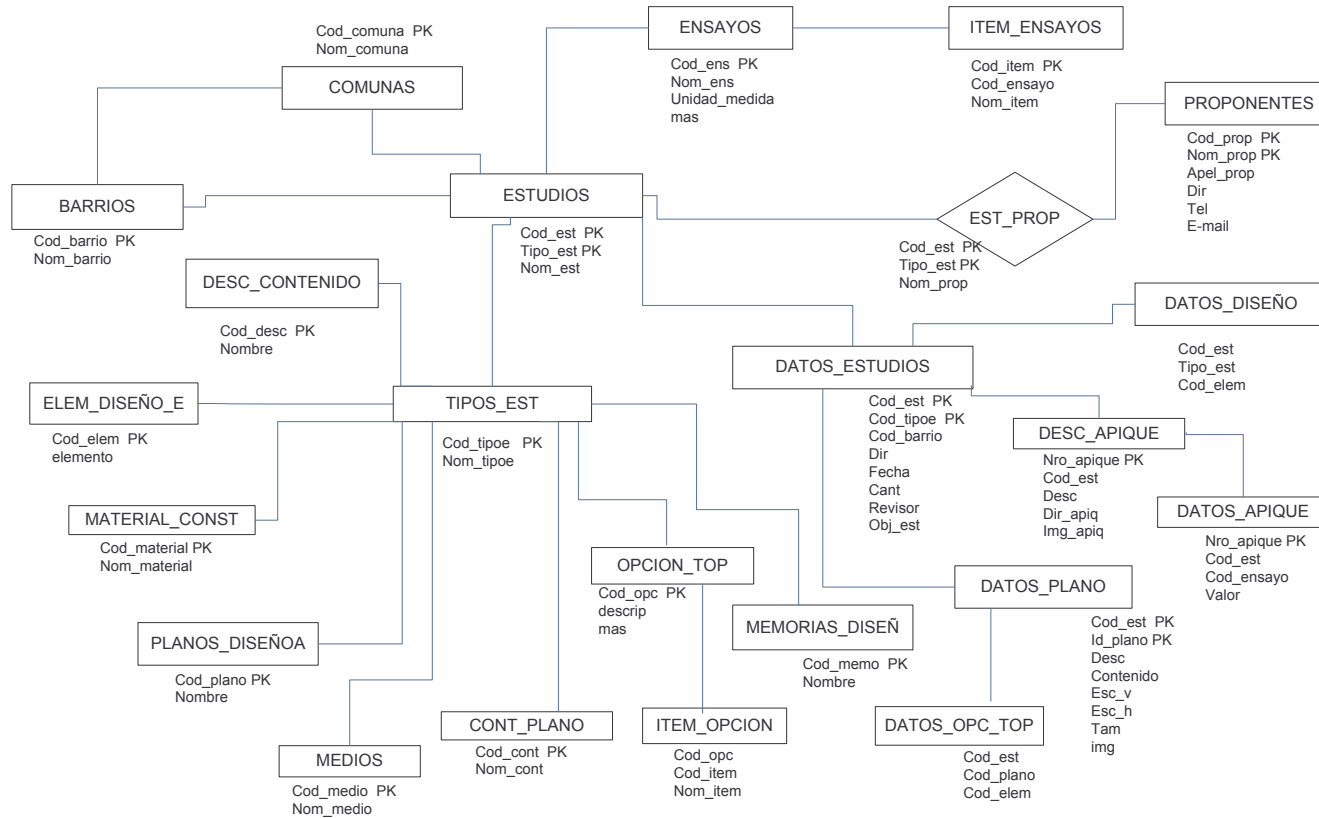 Cod_comuna PK
Nom_comuna
COMUNAS
ENSAYOS
Cod_ens PK
Nom_ens
Unidad_medida
mas
ITEM_ENSAYOS
Cod_item PK
Cod_ensayo
Nom_item
PROPONENTES
Cod_prop PK
Nom_prop PK
Apel_prop
Dir
Tel
E-mail
BARRIOS
Cod_barrio PK
Nom_barrio
ESTUDIOS
Cod_est PK
Tipo_est PK
Nom_est
EST_PROP
Cod_est PK
Tipo_est PK
Nom_prop
DESC_CONTENIDO
Cod_desc PK
Nombre
DATOS_DISEÑO
Cod_est
Tipo_est
Cod_elem
DATOS_ESTUDIOS
Cod_est PK
Cod_tipoe PK
Cod_barrio
Dir
Fecha
Cant
Revisor
Obj_est
ELEM_DISEÑO_E
Cod_elem PK
elemento
TIPOS_EST
Cod_tipoe PK
Nom_tipoe
DESC_APIQUE
Nro_apique PK
Cod_est
Desc
Dir_apiq
Img_apiq
MATERIAL_CONST
Cod_material PK
Nom_material
DATOS_APIQUE
Nro_apique PK
Cod_est
Cod_ensayo
Valor
OPCION_TOP
Cod_opc PK
descrip
mas
DATOS_PLANO
Cod_est PK
Id_plano PK
Desc
Contenido
Esc_v
Esc_h
Tam
img
MEMORIAS_DISEÑ
Cod_memo PK
Nombre
PLANOS_DISEÑOA
Cod_plano PK
Nombre
CONT_PLANO
Cod_cont PK
Nom_cont
ITEM_OPCION
Cod_opc
Cod_item
Nom_item
DATOS_OPC_TOP
Cod_est
Cod_plano
Cod_elem
MEDIOS
Cod_medio PK
Nom_medio